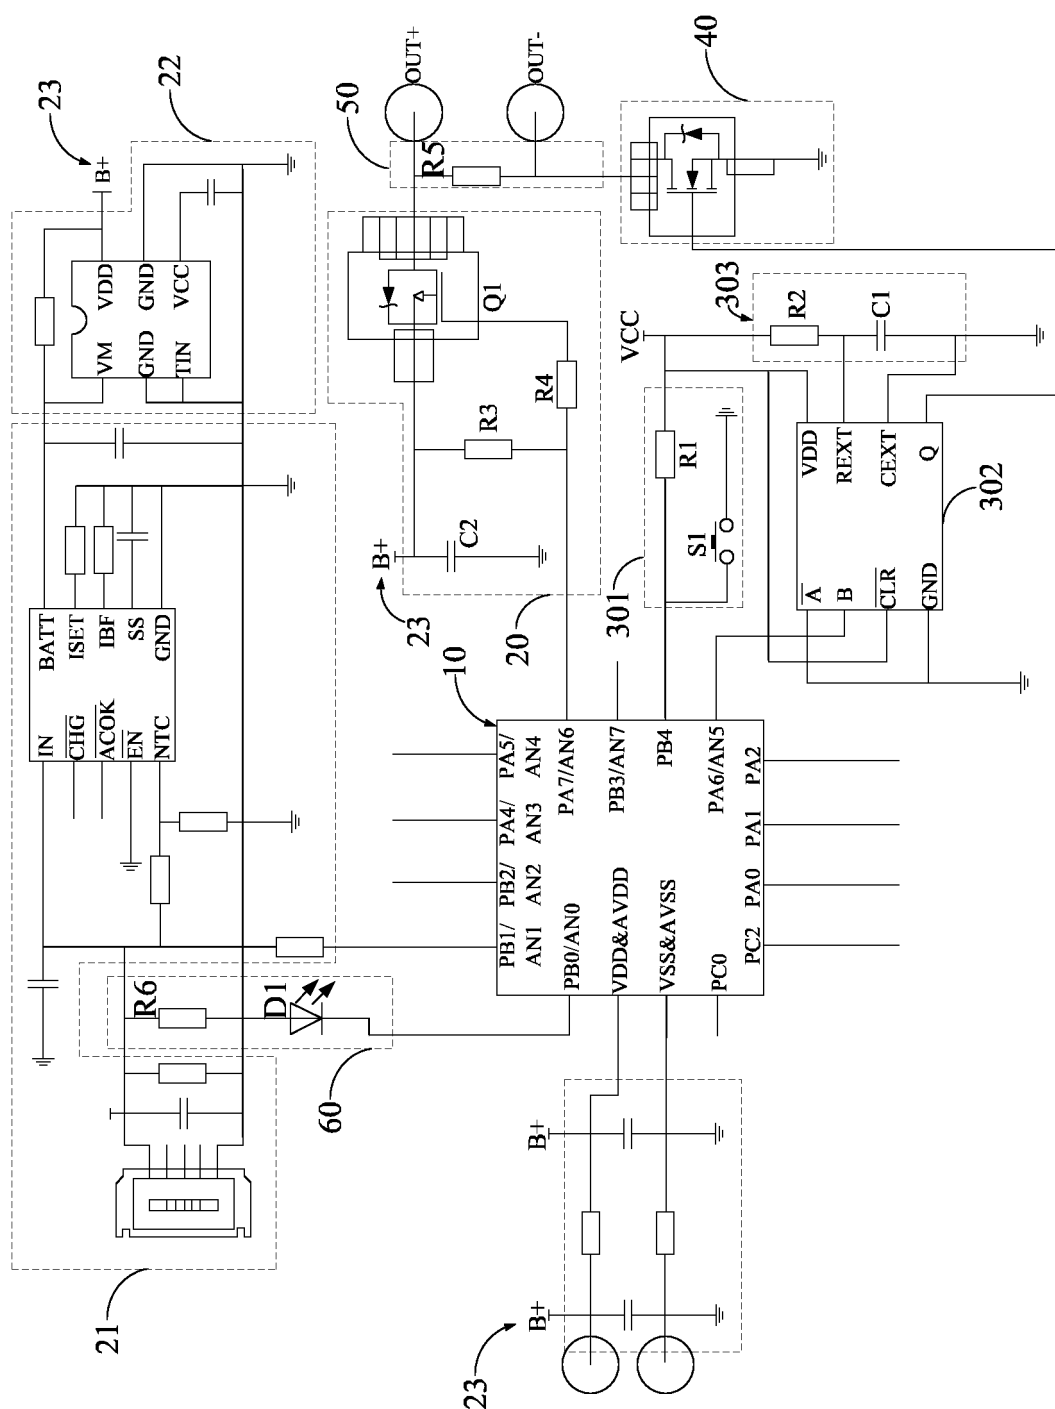 21
22
23
B+
IN
CHG
ACOK
EN
NTC
BATT
ISET
IBF
SS
GND
VM
GND
TIN
VDD
GND
VCC
R6
D1
60
23
B+
B+
10
PB1/
AN1
PB2/
AN2
PA4/
AN3
PA5/
AN4
PB0/AN0
VDD&AVDD
VSS&AVSS
PC0
PA7/AN6
PB3/AN7
PB4
PA6/AN5
PC2
PA0
PA1
PA2
20
23
B+
C2
R3
R4
Q1
50
R5
OUT+
OUT-
40
301
S1
R1
VCC
303
R2
C1
302
A
B
CLR
GND
VDD
REXT
CEXT
Q